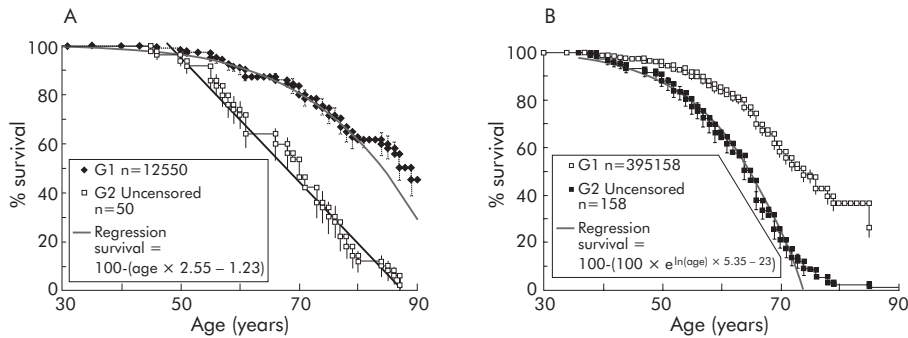 A
100
80
60
40
20
0
% survival
G1 n=12550
G2 Uncensored
n=50
Regression
survival =
100-(age × 2.55 – 1.23)
30 50 70 90
Age (years)
B
100
80
60
40
20
0
% survival
G1 n=395158
G2 Uncensored
n=158
Regression
survival =
100-(100 × e^ln(age) × 5.35 – 23)
30 50 70 90
Age (years)